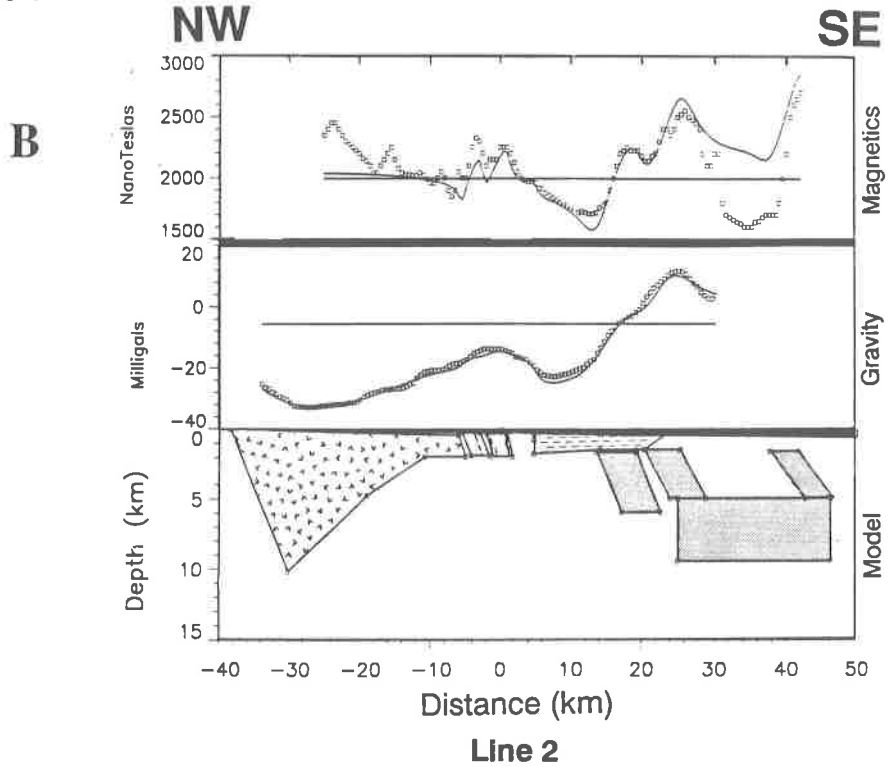 NW SE
B
3000
2500
2000
1500
NanoTeslas
Magnetics
20
0
-20
-40
Milligals
Gravity
0
5
10
15
Depth (km)
Model
-40 -30 -20 -10 0 10 20 30 40 50
Distance (km)
Line 2